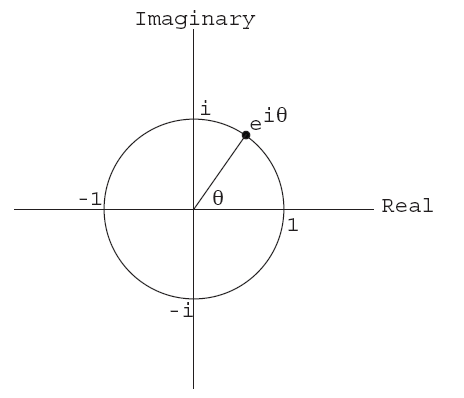 Imaginary
i
e^{iθ}
-1
θ
Real
1
-i